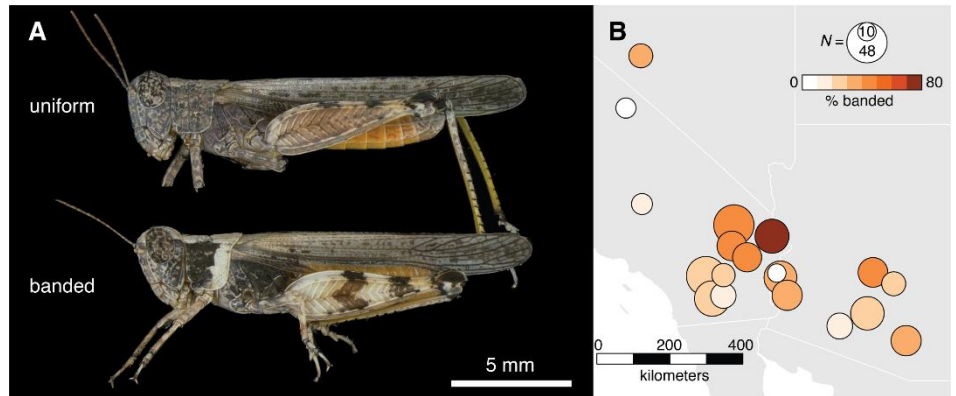 A
uniform
banded
5 mm
B
N = 10
48
0 80
% banded
0 200 400
kilometers